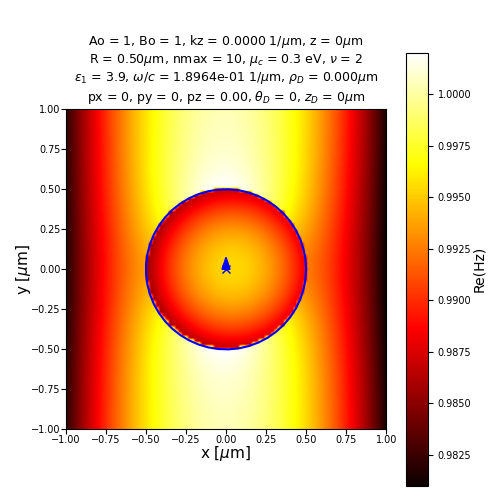 Ao = 1, Bo = 1, kz = 0.0000 1/μm, z = 0μm
R = 0.50μm, nmax = 10, μc = 0.3 eV, ν = 2
ε1 = 3.9, ω/c = 1.8964e-01 1/μm, ρD = 0.000μm
px = 0, py = 0, pz = 0.00, θD = 0, zD = 0μm
1.00
0.75
0.50
0.25
0.00
−0.25
−0.50
−0.75
−1.00
y [μm]
−1.00 −0.75 −0.50 −0.25 0.00 0.25 0.50 0.75 1.00
x [μm]
1.0000
0.9975
0.9950
0.9925
0.9900
0.9875
0.9850
0.9825
Re(Hz)